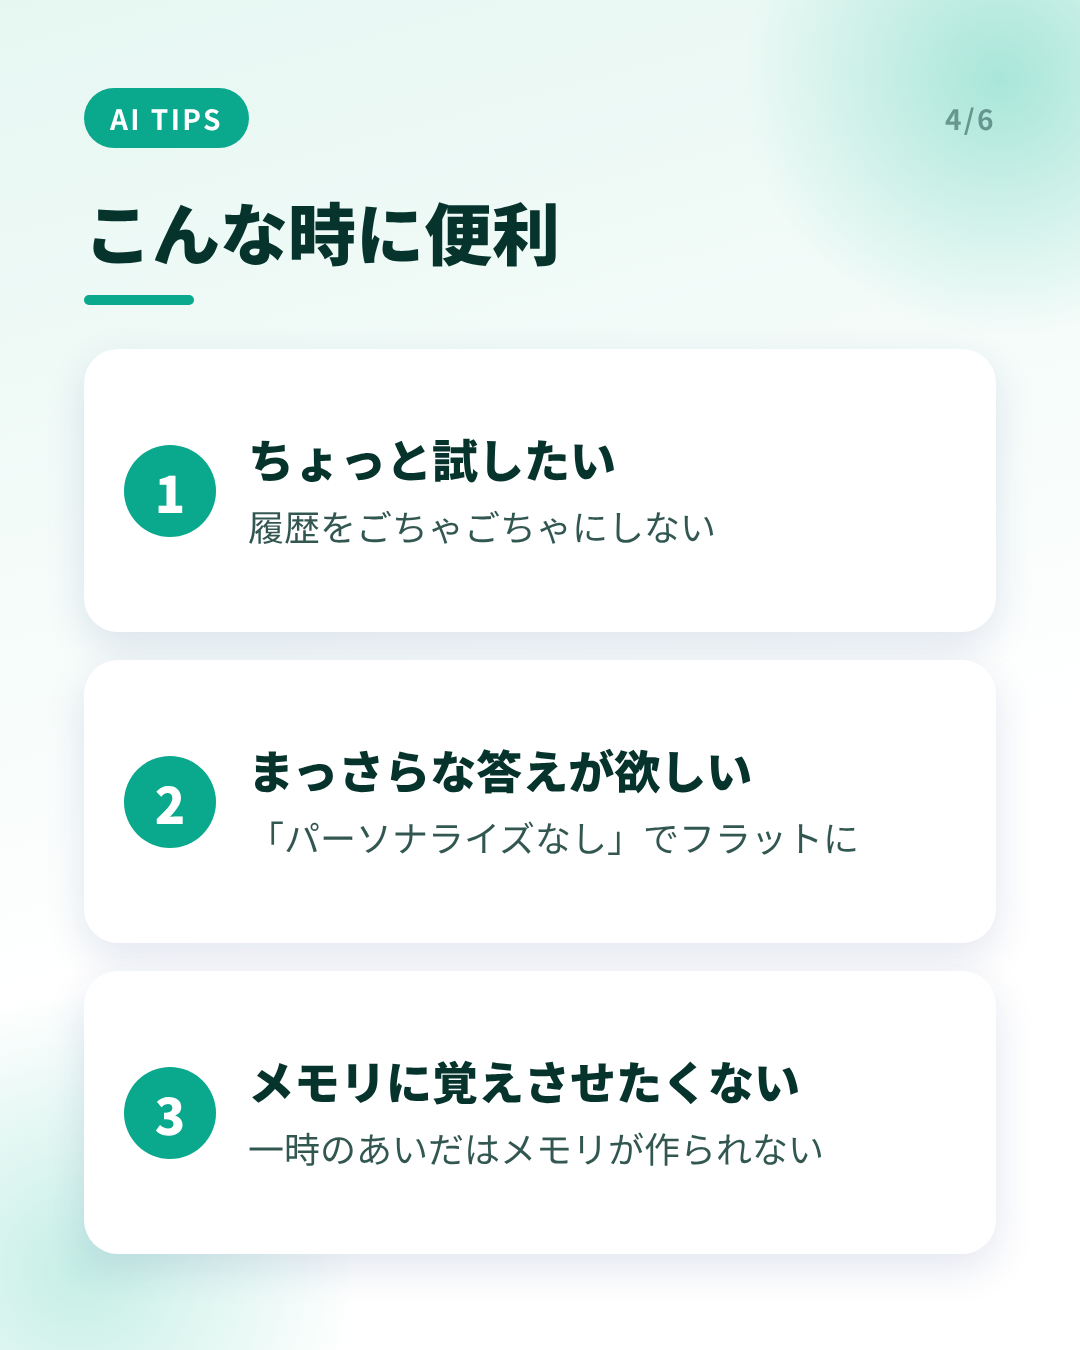 AI TIPS
4/6
こんな時に便利
1
ちょっと試したい
履歴をごちゃごちゃにしない
2
まっさらな答えが欲しい
「パーソナライズなし」でフラットに
3
メモリに覚えさせたくない
一時のあいだはメモリが作られない